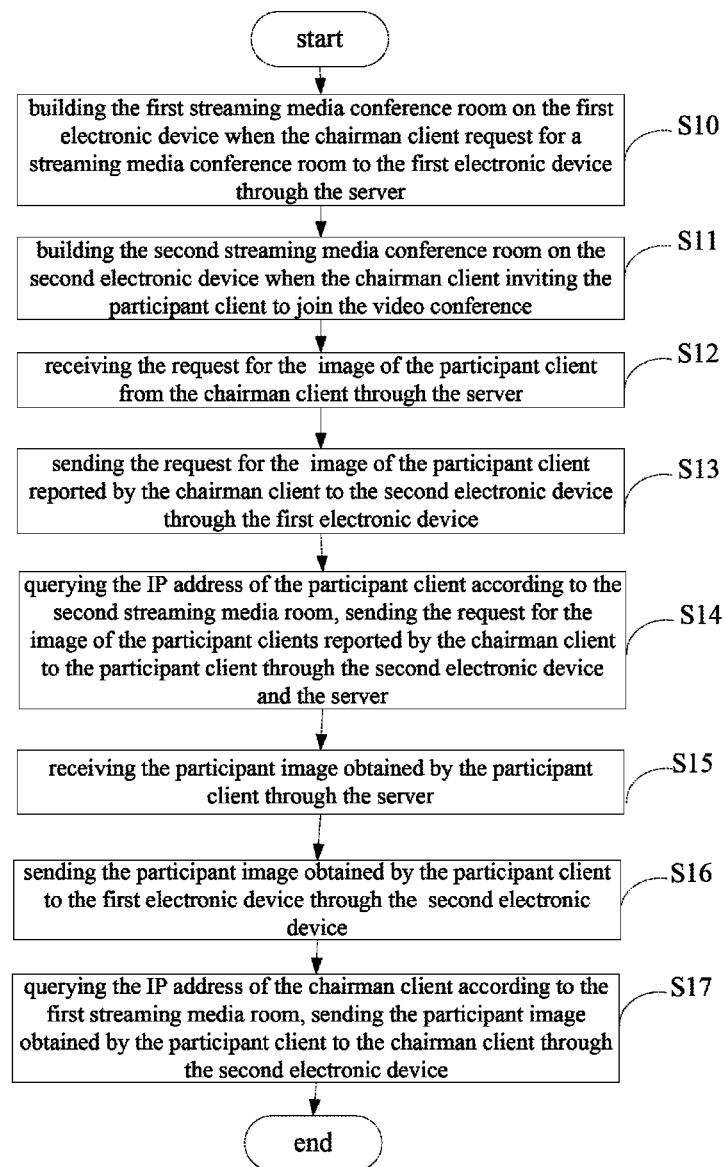 start
building the first streaming media conference room on the first
electronic device when the chairman client request for a
streaming media conference room to the first electronic device
through the server
S10
building the second streaming media conference room on the
second electronic device when the chairman client inviting the
participant client to join the video conference
S11
receiving the request for the image of the participant client
from the chairman client through the server
S12
sending the request for the image of the participant client
reported by the chairman client to the second electronic device
through the first electronic device
S13
querying the IP address of the participant client according to the
second streaming media room, sending the request for the
image of the participant clients reported by the chairman client
to the participant client through the second electronic device
and the server
S14
receiving the participant image obtained by the participant
client through the server
S15
sending the participant image obtained by the participant client
to the first electronic device through the second electronic
device
S16
querying the IP address of the chairman client according to the
first streaming media room, sending the participant image
obtained by the participant client to the chairman client through
the second electronic device
S17
end